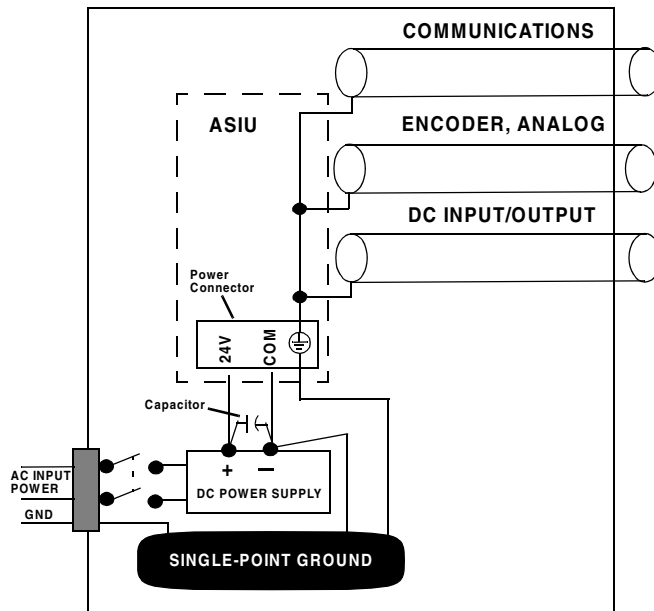 COMMUNICATIONS
ASIU
ENCODER, ANALOG
DC INPUT/OUTPUT
Power
Connector
24V
COM
Capacitor
+ −
AC INPUT
POWER
DC POWER SUPPLY
GND
SINGLE-POINT GROUND